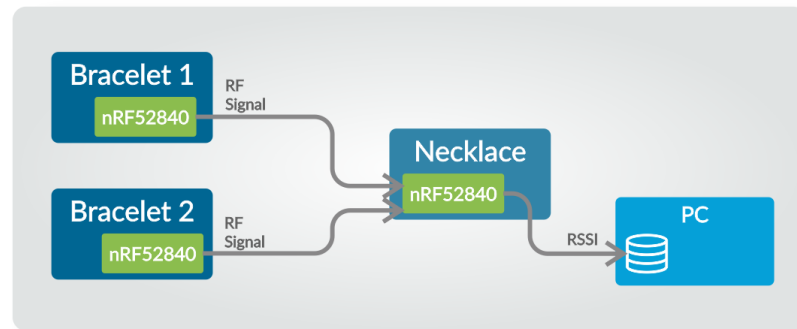 Bracelet 1
nRF52840
RF
Signal
Necklace
nRF52840
Bracelet 2
nRF52840
RF
Signal
PC
RSSI